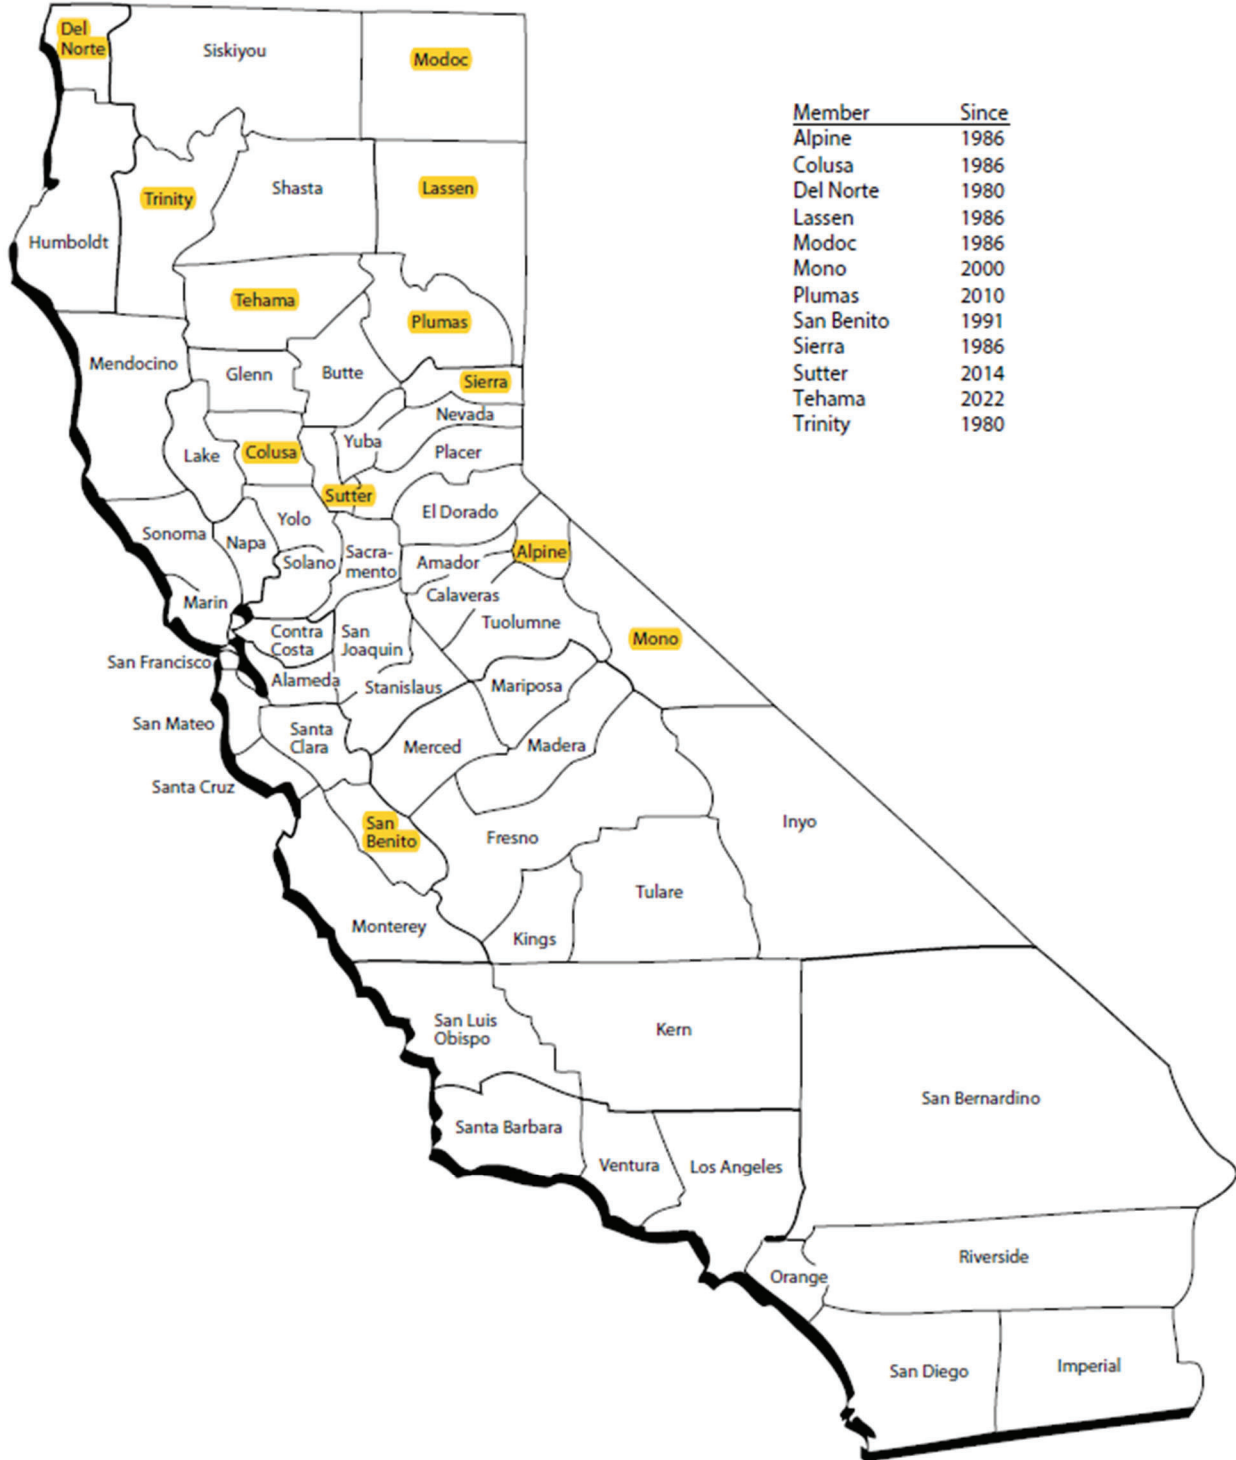 Del
Norte
Siskiyou
Modoc
Member Since
Alpine 1986
Colusa 1986
Del Norte 1980
Lassen 1986
Modoc 1986
Mono 2000
Plumas 2010
San Benito 1991
Sierra 1986
Sutter 2014
Tehama 2022
Trinity 1980
Trinity
Shasta
Lassen
Humboldt
Tehama
Plumas
Mendocino
Glenn
Butte
Sierra
Nevada
Yuba
Placer
Lake
Colusa
Sutter
El Dorado
Yolo
Sonoma
Napa
Solano
Sacra-
mento
Amador
Alpine
Calaveras
Marin
Tuolumne
Mono
Contra
Costa
San
Joaquin
San Francisco
Alameda
Stanislaus
Mariposa
San Mateo
Santa
Clara
Merced
Madera
Santa Cruz
San
Benito
Fresno
Inyo
Tulare
Monterey
Kings
San Luis
Obispo
Kern
San Bernardino
Santa Barbara
Ventura
Los Angeles
Riverside
Orange
San Diego
Imperial